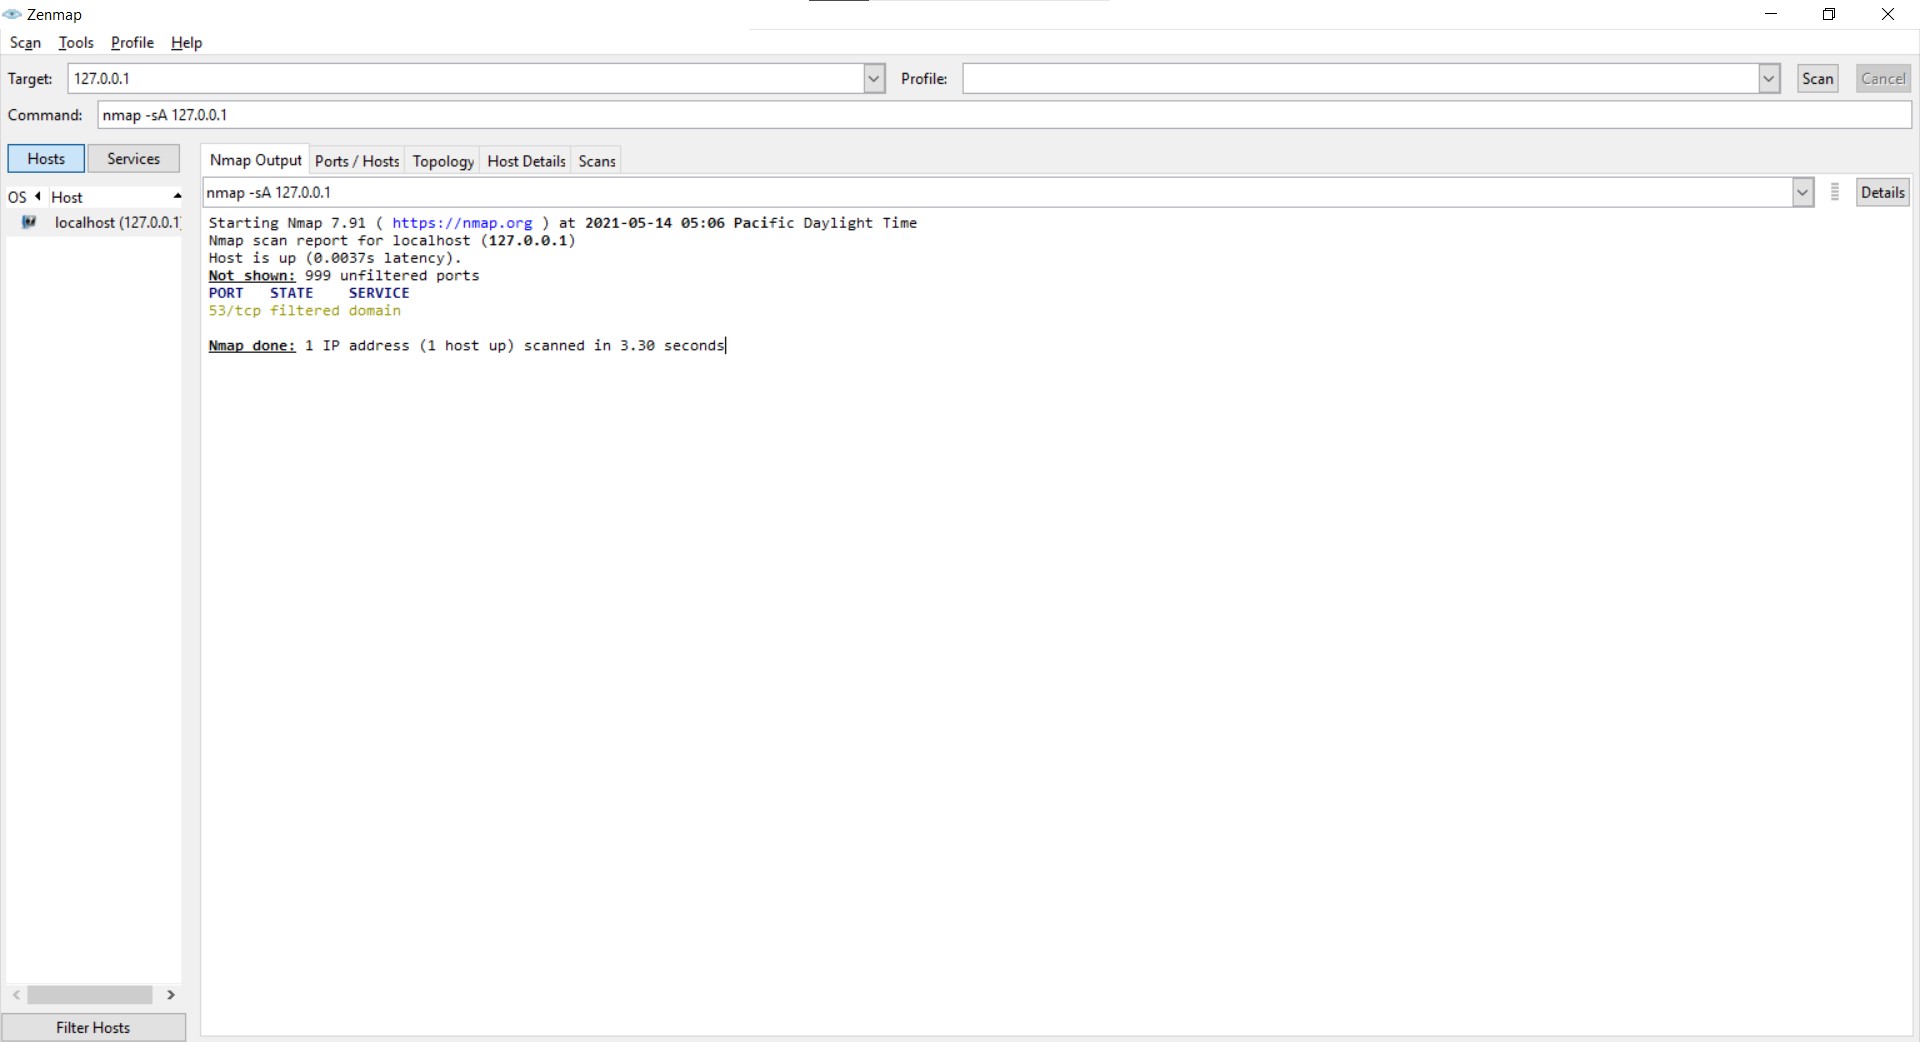 Zenmap
Scan Tools Profile Help
Target: 127.0.0.1 Profile: Scan Cancel
Command: nmap -sA 127.0.0.1
Hosts Services
Nmap Output Ports / Hosts Topology Host Details Scans
nmap -sA 127.0.0.1 Details
OS Host
localhost (127.0.0.1
Starting Nmap 7.91 ( https://nmap.org ) at 2021-05-14 05:06 Pacific Daylight Time
Nmap scan report for localhost (127.0.0.1)
Host is up (0.0037s latency).
Not shown: 999 unfiltered ports
PORT STATE SERVICE
53/tcp filtered domain
Nmap done: 1 IP address (1 host up) scanned in 3.30 seconds
Filter Hosts